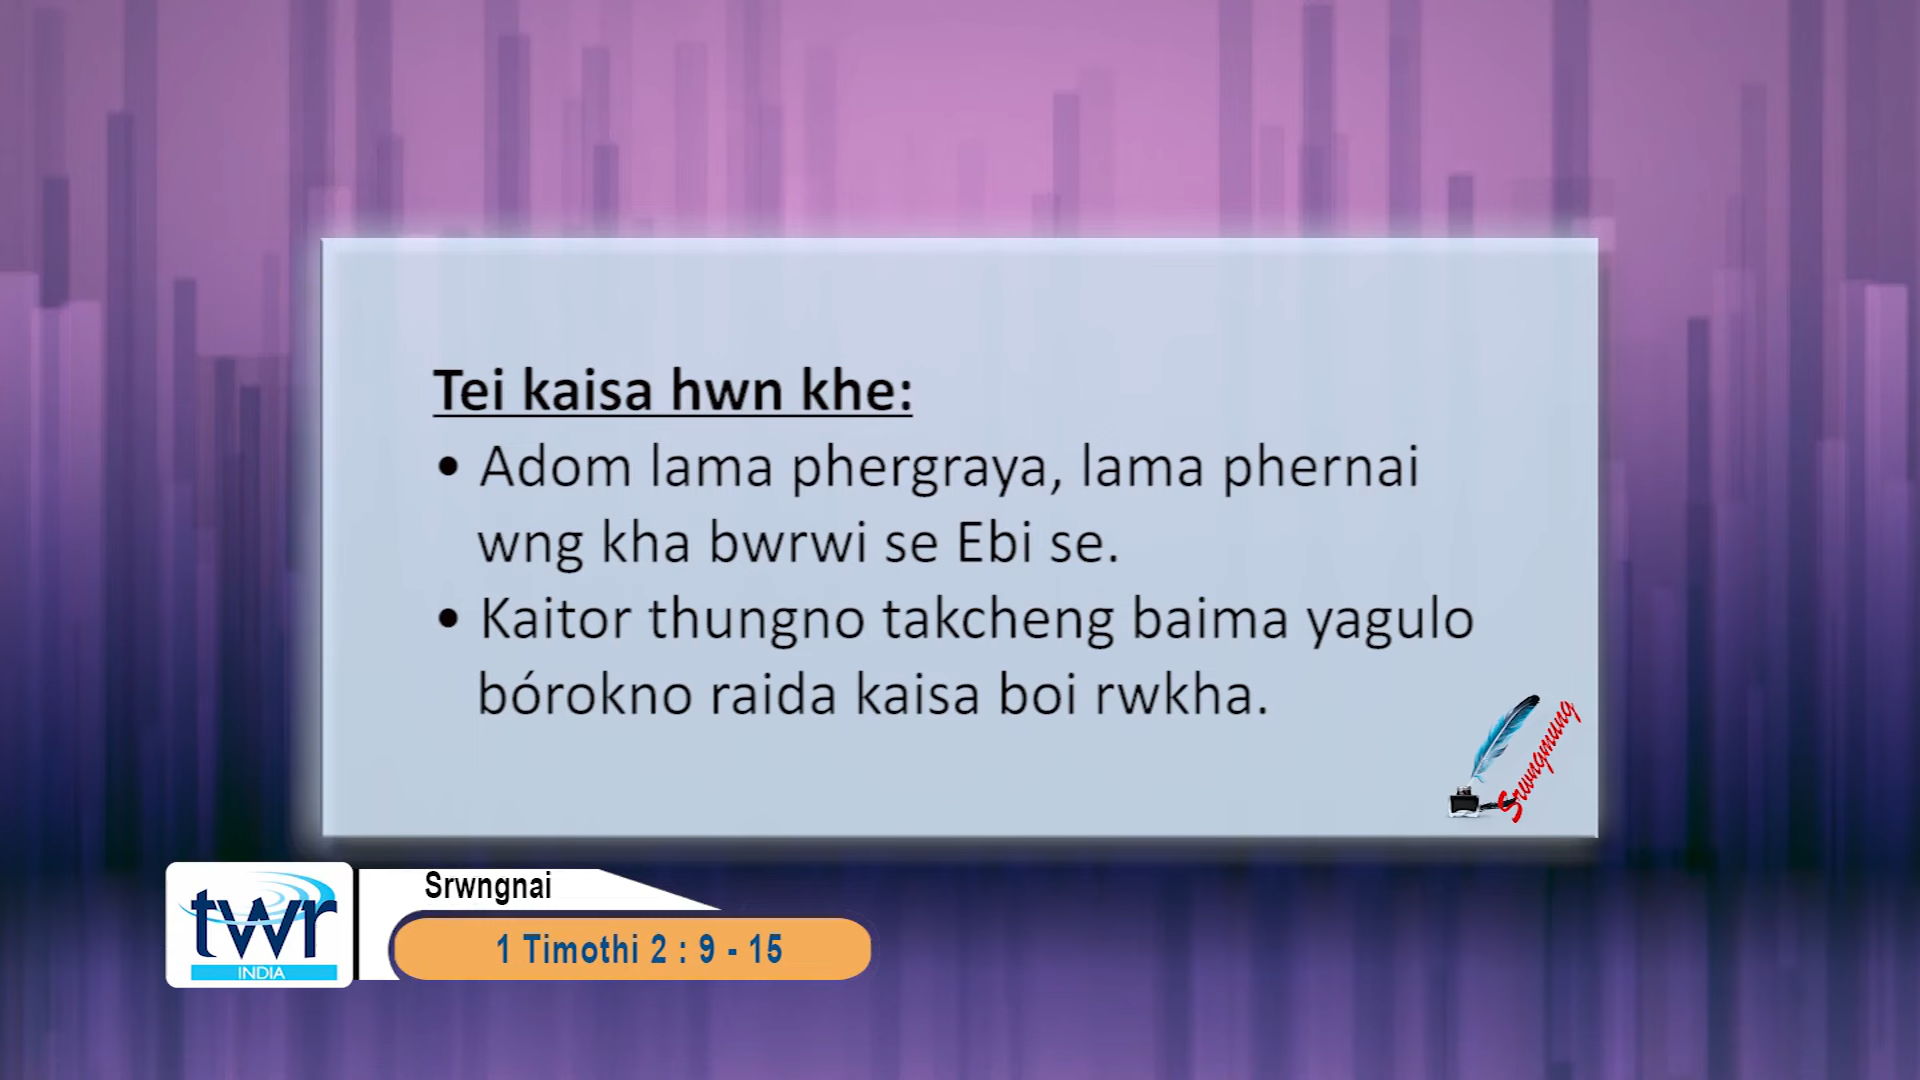 Tei kaisa hwn khe:
• Adom lama phergraya, lama phernai
wng kha bwrwi se Ebi se.
• Kaitor thungno takcheng baima yagulo
bórokno raida kaisa boi rwkha.
Srwngmung
twr
INDIA
Srwngnai
1 Timothi 2 : 9 - 15